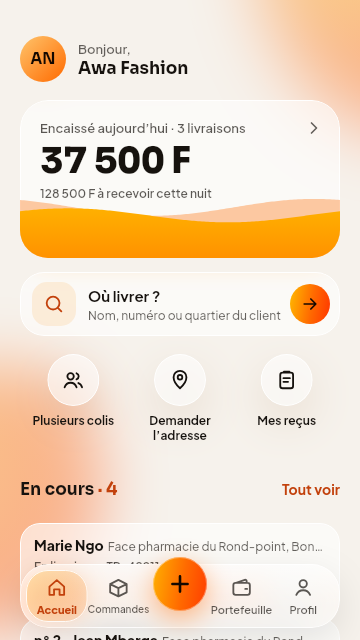 AN
Bonjour,
Awa Fashion
Encaissé aujourd'hui · 3 livraisons
37 500 F
128 500 F à recevoir cette nuit
Où livrer ?
Nom, numéro ou quartier du client
Plusieurs colis
Demander
l'adresse
Mes reçus
En cours · 4
Tout voir
Marie Ngo Face pharmacie du Rond-point, Bon…
Accueil
Commandes
Portefeuille
Profil